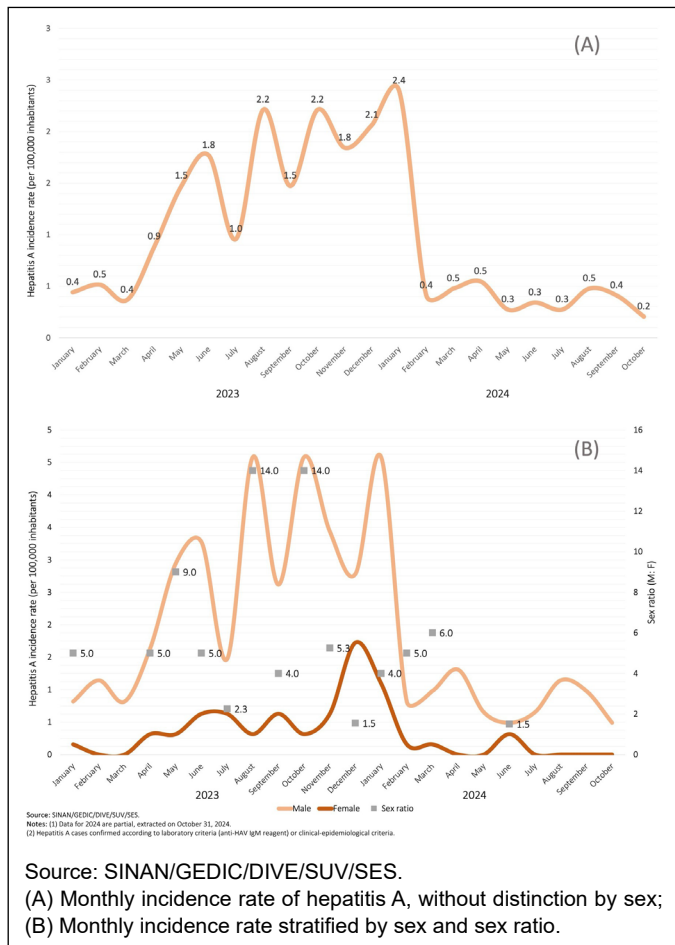 (A)
Hepatitis A incidence rate (per 100,000 inhabitants)
3
3
2
2
1
1
0
0.4
0.5
0.4
0.9
1.5
1.8
1.0
2.2
1.5
2.2
1.8
2.1
2.4
0.4
0.5
0.5
0.3
0.3
0.3
0.5
0.4
0.2
January
February
March
April
May
June
July
August
September
October
November
December
January
February
March
April
May
June
July
August
September
October
2023
2024
(B)
Hepatitis A incidence rate (per 100,000 inhabitants)
5
5
4
4
3
3
2
2
1
1
0
5.0
5.0
9.0
5.0
2.3
14.0
4.0
14.0
5.3
1.5
4.0
5.0
6.0
1.5
16
14
12
10
8
6
4
2
0
Sex ratio (M: F)
January
February
March
April
May
June
July
August
September
October
November
December
January
February
March
April
May
June
July
August
September
October
2023
2024
Male
Female
Sex ratio
Source: SINAN/GEDIC/DIVE/SUV/SES.
Notes: (1) Data for 2024 are partial, extracted on October 31, 2024.
(2) Hepatitis A cases confirmed according to laboratory criteria (anti-HAV IgM reagent) or clinical-epidemiological criteria.
Source: SINAN/GEDIC/DIVE/SUV/SES.
(A) Monthly incidence rate of hepatitis A, without distinction by sex;
(B) Monthly incidence rate stratified by sex and sex ratio.